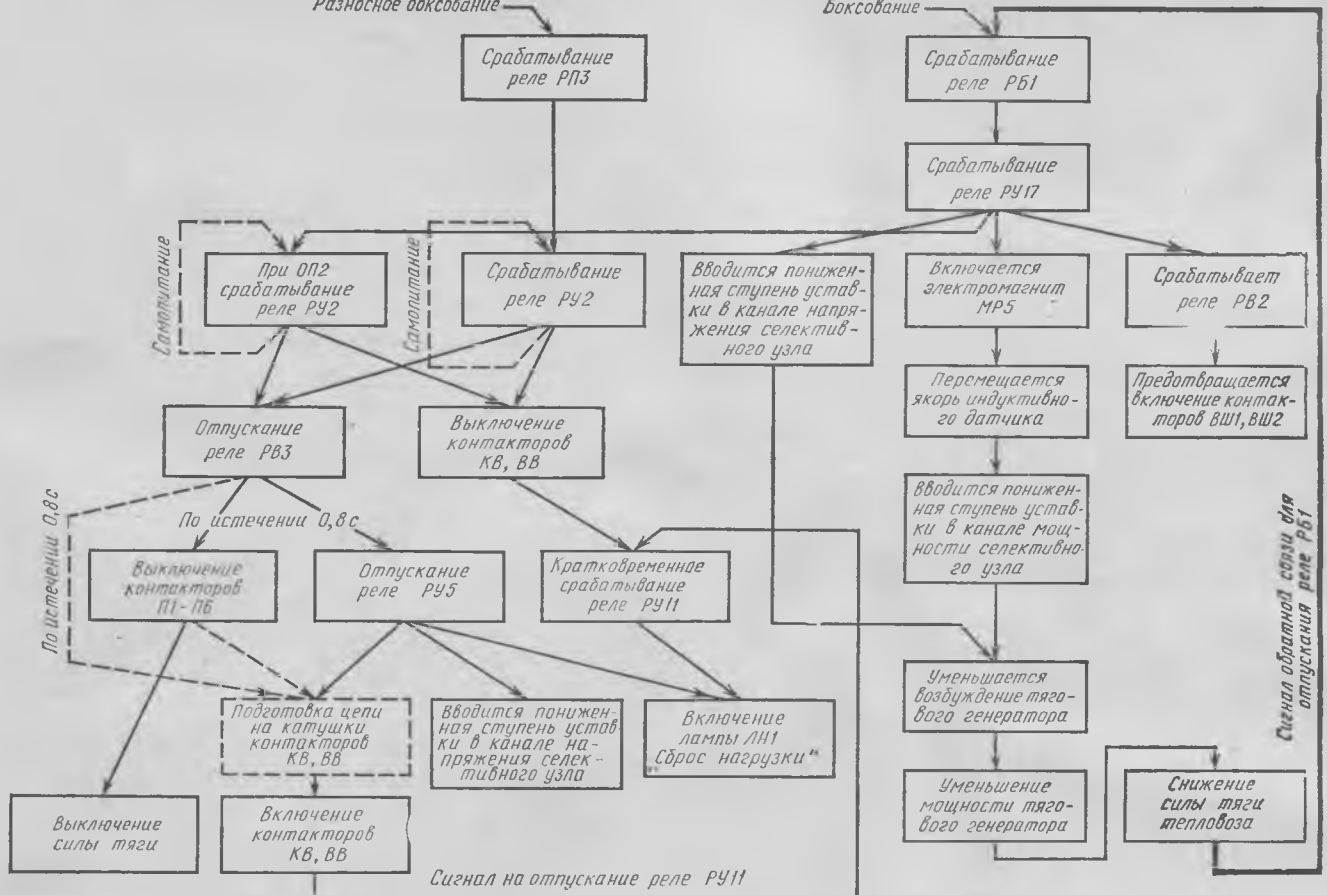 Разносное боксование
Боксование
Срабатывание
реле РП3
Срабатывание
реле РБ1
Срабатывание
реле РУ17
Самопитание
При ОП2
срабатывание
реле РУ2
Самопитание
Срабатывание
реле РУ2
Вводится понижен-
ная ступень устав-
ки в канале напря-
жения селектив-
ного узла
Включается
электромагнит
МР5
Срабатывает
реле РВ2
Перемещается
якорь индуктивно-
го датчика
Предотвращается
включение контак-
торов ВШ1, ВШ2
Отпускание
реле РВ3
Выключение
контакторов
КВ, ВВ
Вводится понижен-
ная ступень устав-
ки в канале мощ-
ности селективно-
го узла
По истечении 0,8с
По истечении 0,8с
Выключение
контакторов
П1-П6
Отпускание
реле РУ5
Кратковременное
срабатывание
реле РУ11
Сигнал обратной связи для
отпускания реле РБ1
Подготовка цепи
на катушки
контакторов
КВ, ВВ
Вводится понижен-
ная ступень устав-
ки в канале на-
пряжения селек-
тивного узла
Включение
лампы ЛН1
„Сброс нагрузки"
Уменьшается
возбуждение тяго-
вого генератора
Выключение
силы тяги
Включение
контакторов
КВ, ВВ
Уменьшение
мощности тяго-
вого генератора
Снижение
силы тяги
тепловоза
Сигнал на отпускание реле РУ11